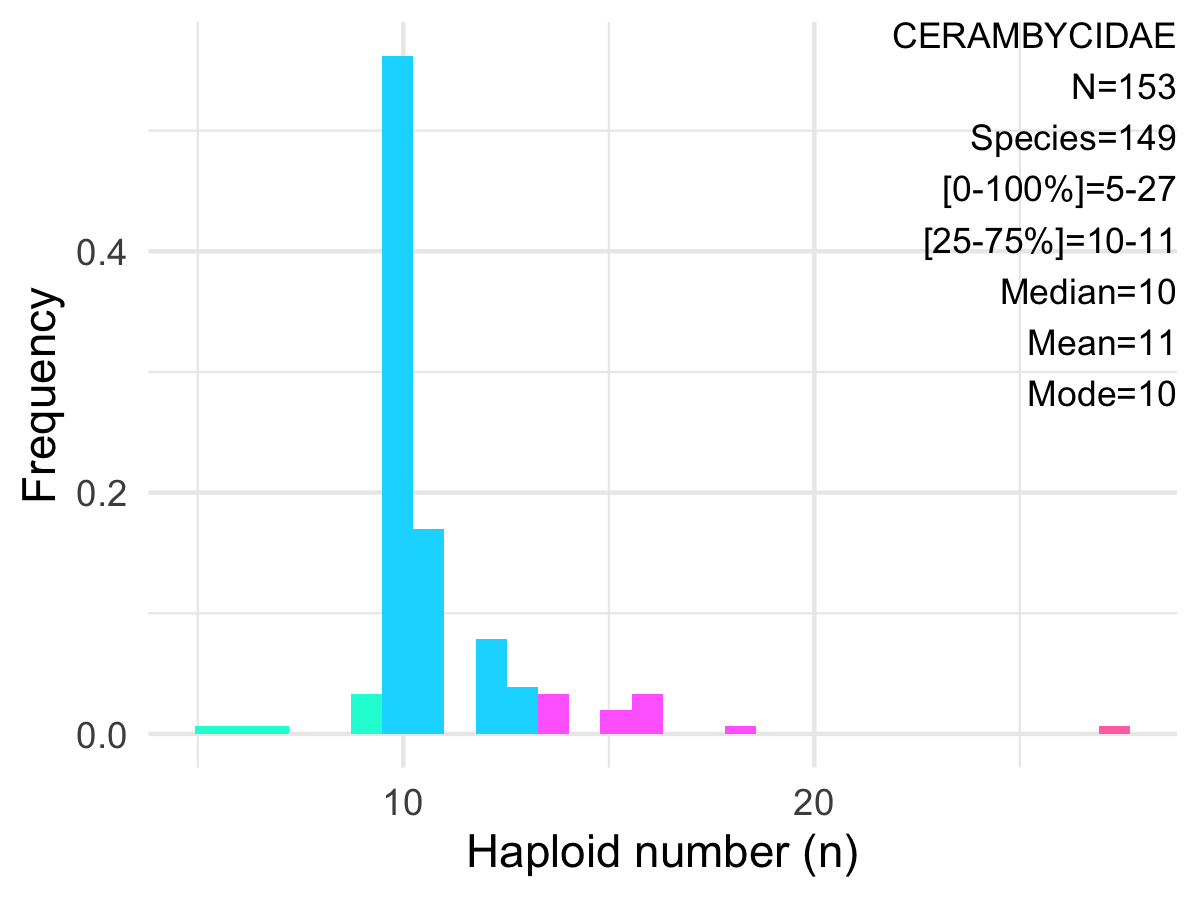 CERAMBYCIDAE
N=153
Species=149
[0-100%]=5-27
[25-75%]=10-11
Median=10
Mean=11
Mode=10
Frequency
0.4
0.2
0.0
10 20
Haploid number (n)